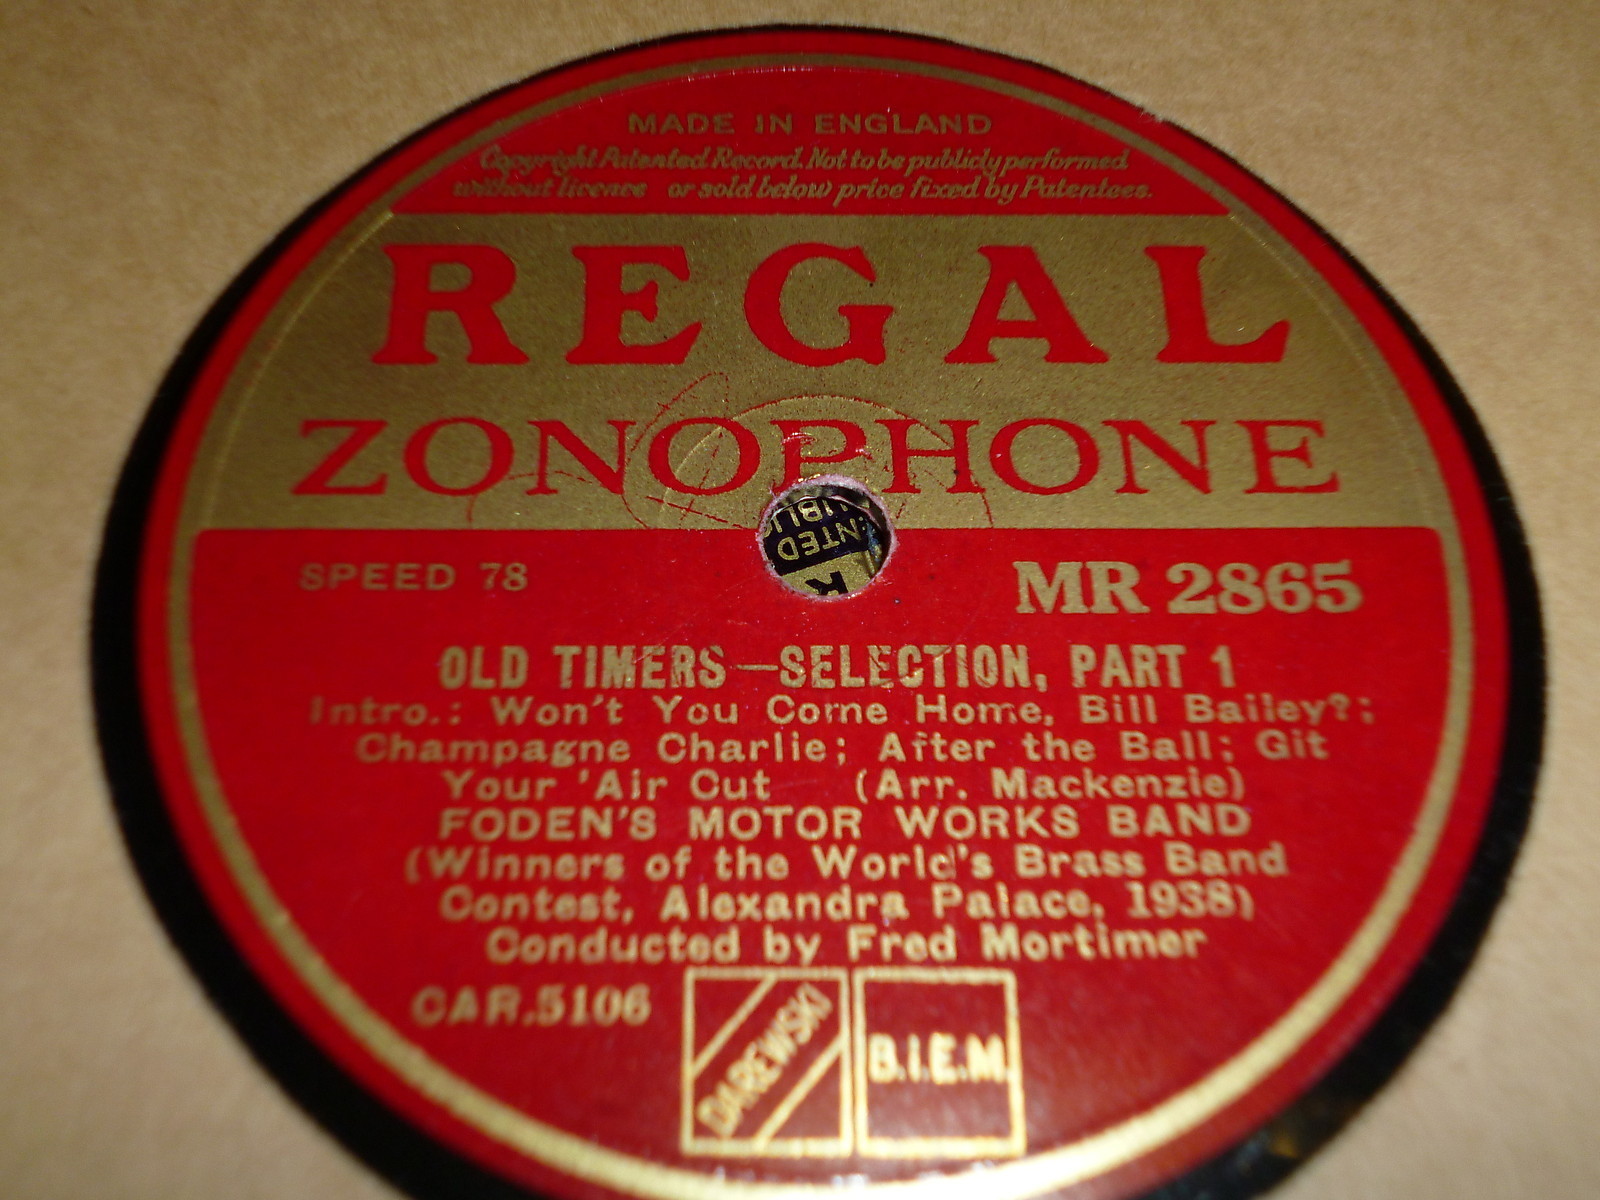 MADE IN ENGLAND
Copyright Patented Record. Not to be publicly performed
without licence or sold below price fixed by Patentees.
REGAL
ZONOPHONE
SPEED 78
MR 2865
OLD TIMERS—SELECTION, PART 1
Intro.: Won't You Come Home, Bill Bailey?;
Champagne Charlie; After the Ball; Git
Your 'Air Cut (Arr. Mackenzie)
FODEN'S MOTOR WORKS BAND
(Winners of the World's Brass Band
Contest, Alexandra Palace, 1938)
Conducted by Fred Mortimer
CAR.5106
DAREWSKI
B.I.E.M.